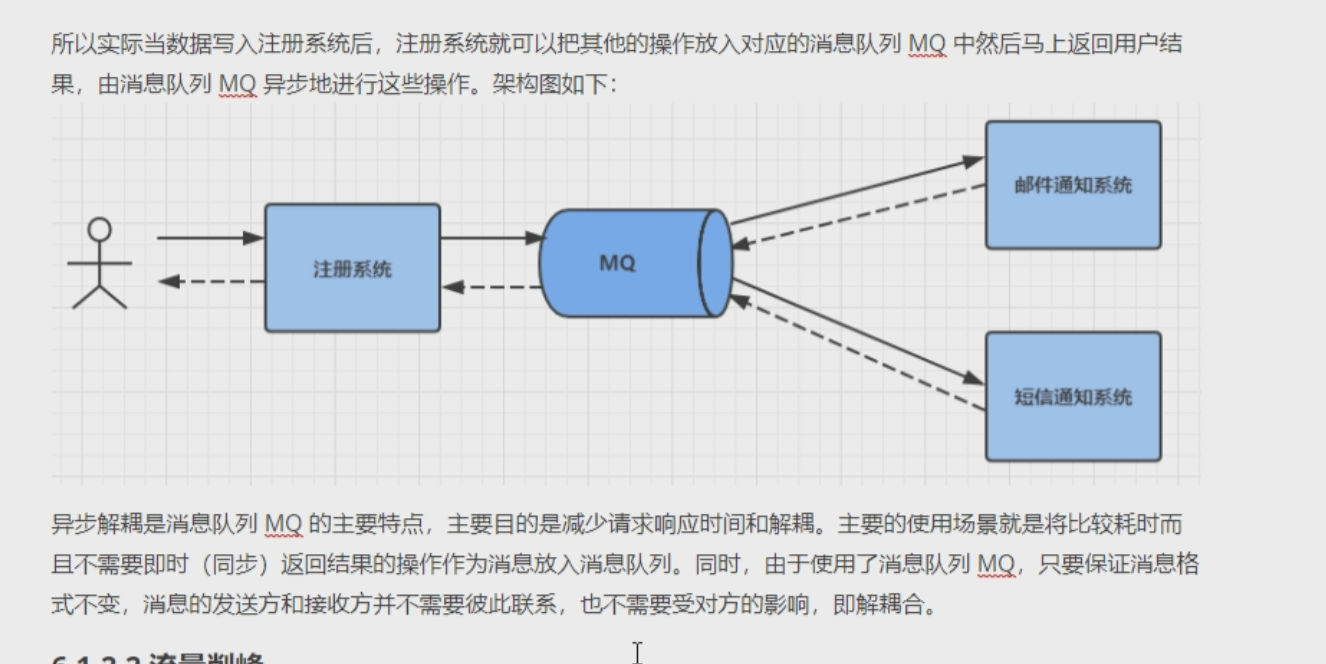 所以实际当数据写入注册系统后，注册系统就可以把其他的操作放入对应的消息队列 MQ 中然后马上返回用户结
果，由消息队列 MQ 异步地进行这些操作。架构图如下：
邮件通知系统
注册系统
MQ
短信通知系统
异步解耦是消息队列 MQ 的主要特点，主要目的是减少请求响应时间和解耦。主要的使用场景就是将比较耗时而
且不需要即时（同步）返回结果的操作作为消息放入消息队列。同时，由于使用了消息队列 MQ，只要保证消息格
式不变，消息的发送方和接收方并不需要彼此联系，也不需要受对方的影响，即解耦合。
流量削峰